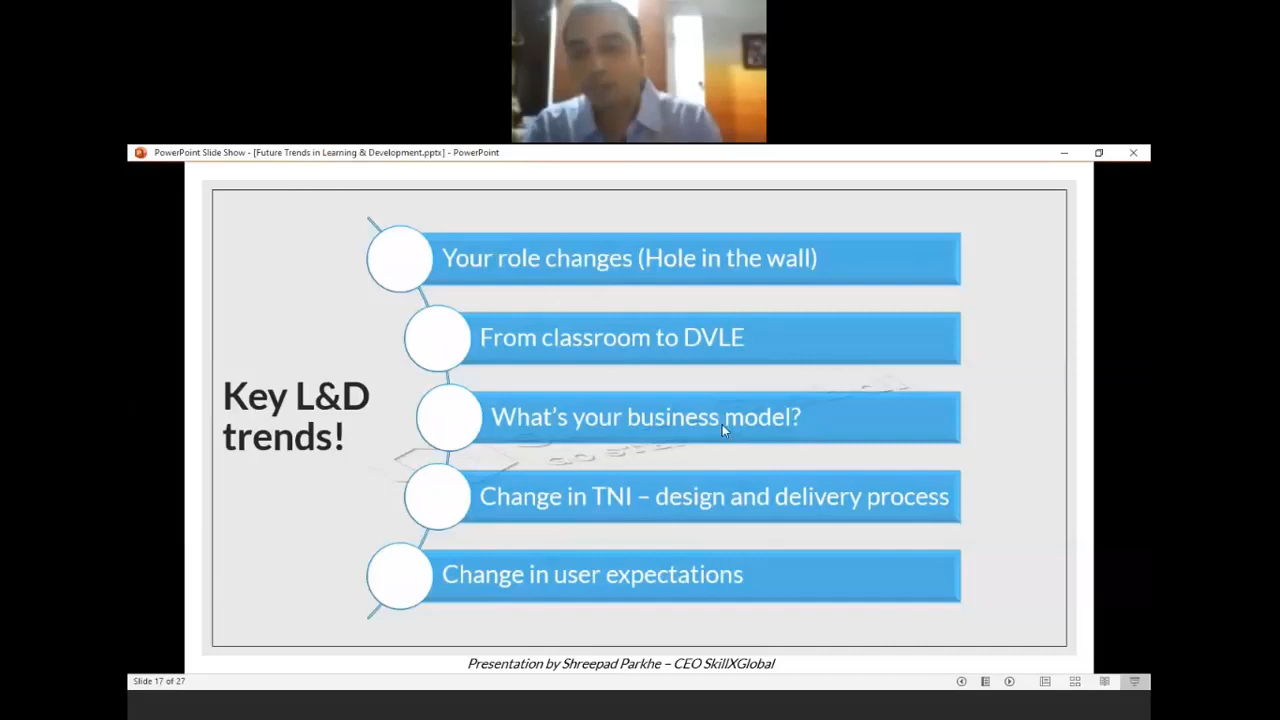 PowerPoint Slide Show - [Future Trends in Learning & Development.pptx] - PowerPoint
Your role changes (Hole in the wall)
From classroom to DVLE
Key L&D
trends!
What's your business model?
Change in TNI – design and delivery process
Change in user expectations
Presentation by Shreepad Parkhe – CEO SkillXGlobal
Slide 17 of 27